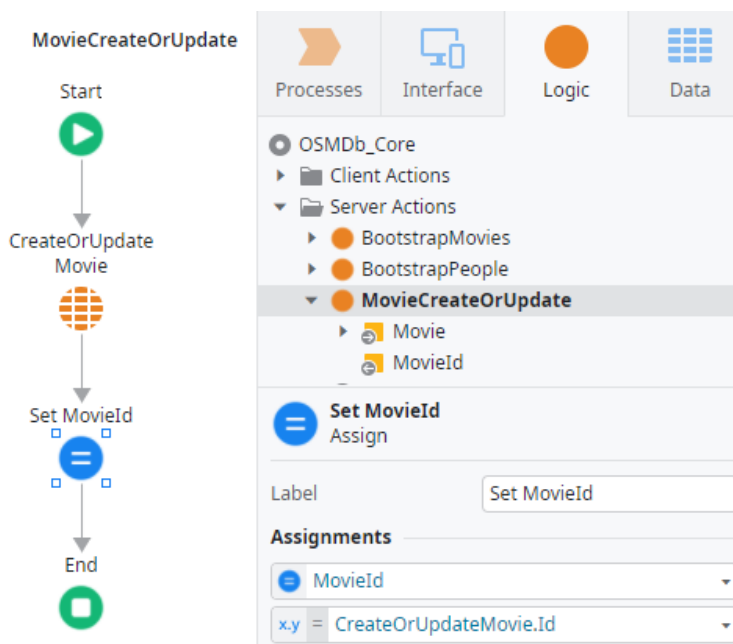 MovieCreateOrUpdate
Start
CreateOrUpdate
Movie
Set MovieId
End
Processes
Interface
Logic
Data
OSMDb_Core
Client Actions
Server Actions
BootstrapMovies
BootstrapPeople
MovieCreateOrUpdate
Movie
MovieId
Set MovieId
Assign
Label
Set MovieId
Assignments
MovieId
x.y = CreateOrUpdateMovie.Id